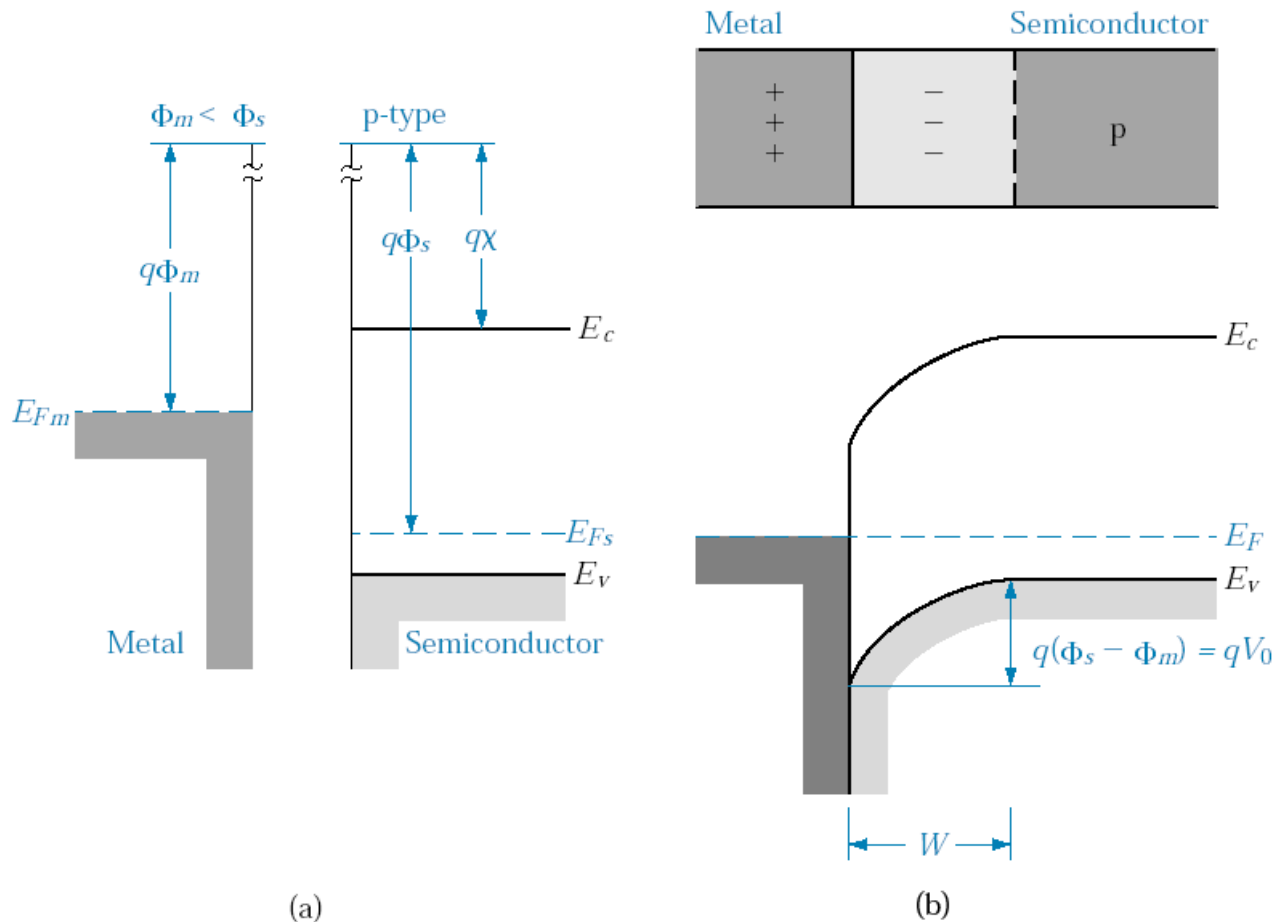 Φm < Φs
p-type
qΦm
qΦs
qχ
Ec
EFm
EFs
Ev
Metal
Semiconductor
(a)
Metal
Semiconductor
+
+
+
−
−
−
p
Ec
EF
Ev
q(Φs − Φm) = qV0
W
(b)